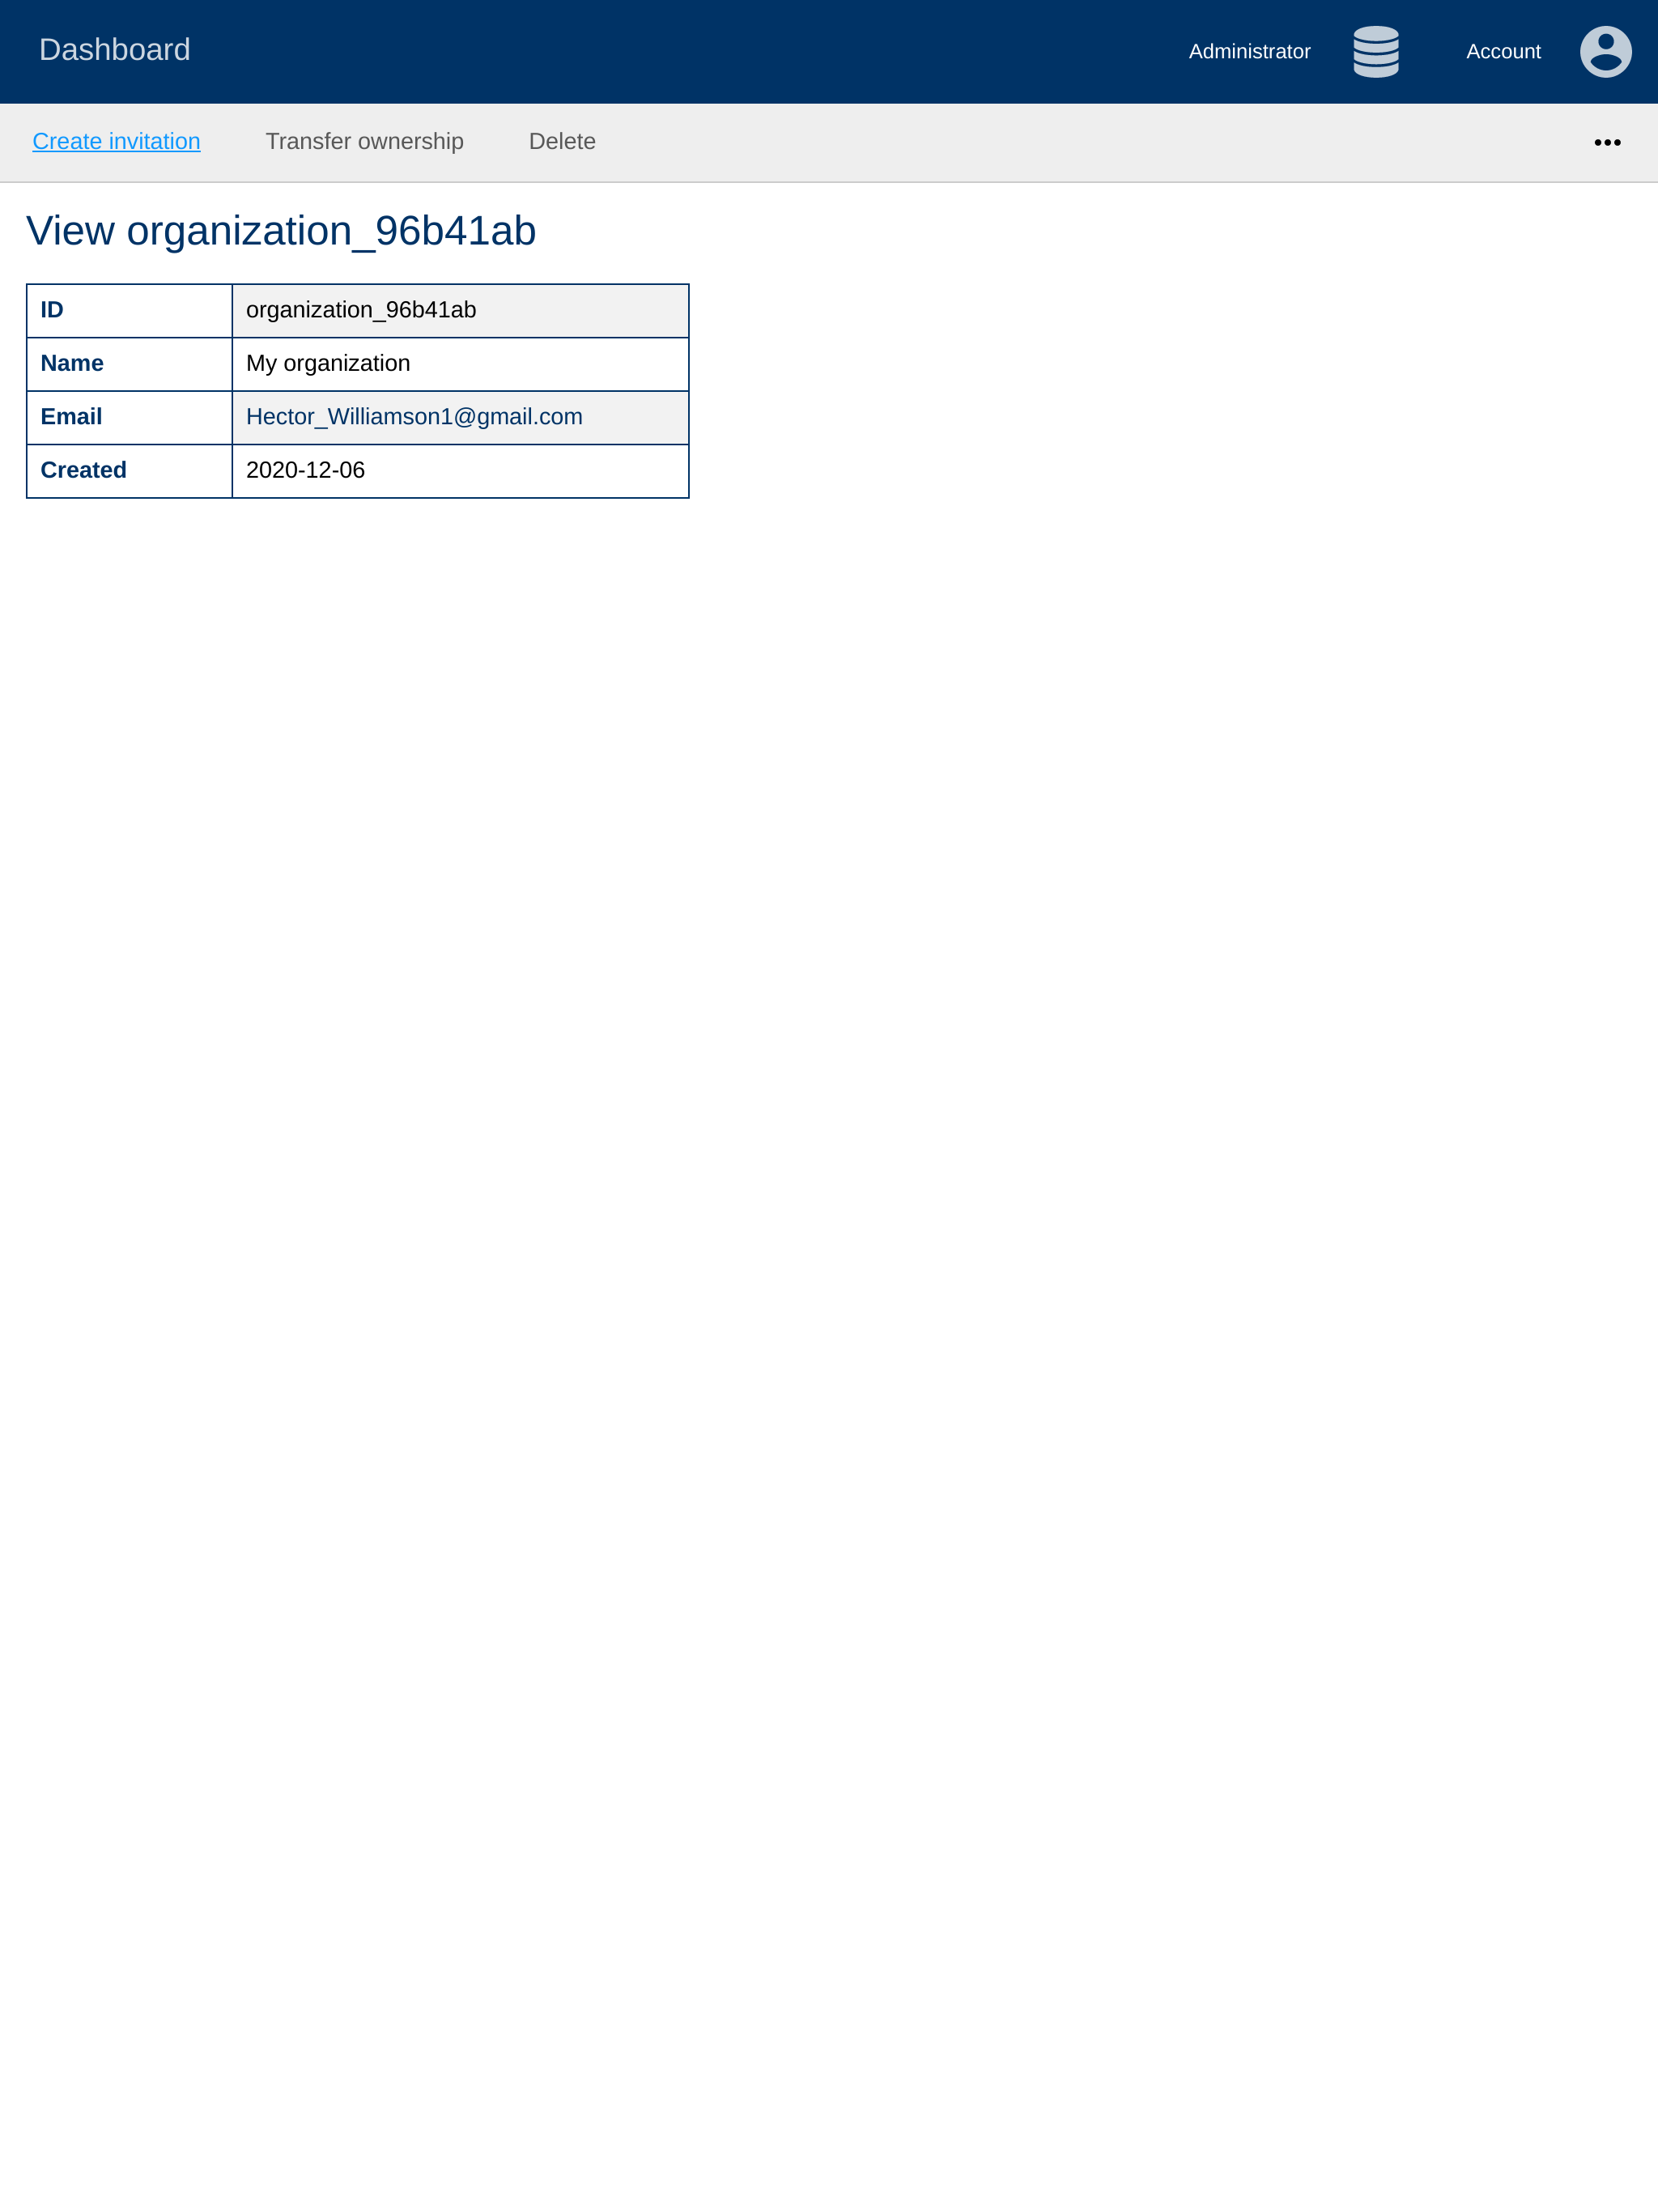 Dashboard
Administrator
Account
Create invitation
Transfer ownership
Delete
View organization_96b41ab
ID organization_96b41ab
Name My organization
Email Hector_Williamson1@gmail.com
Created 2020-12-06